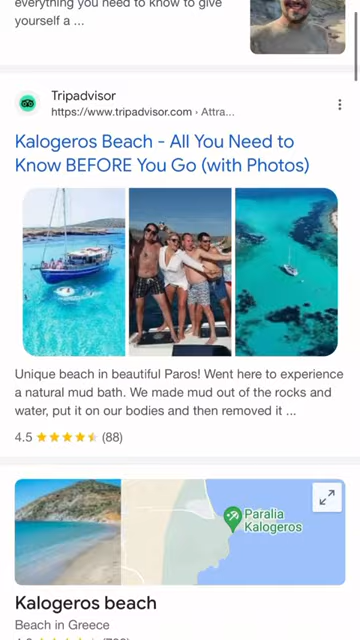 everything you need to know to give
yourself a ...
Tripadvisor
https://www.tripadvisor.com › Attra...
Kalogeros Beach - All You Need to
Know BEFORE You Go (with Photos)
Unique beach in beautiful Paros! Went here to experience
a natural mud bath. We made mud out of the rocks and
water, put it on our bodies and then removed it ...
4.5 (88)
Paralia
Kalogeros
Kalogeros beach
Beach in Greece